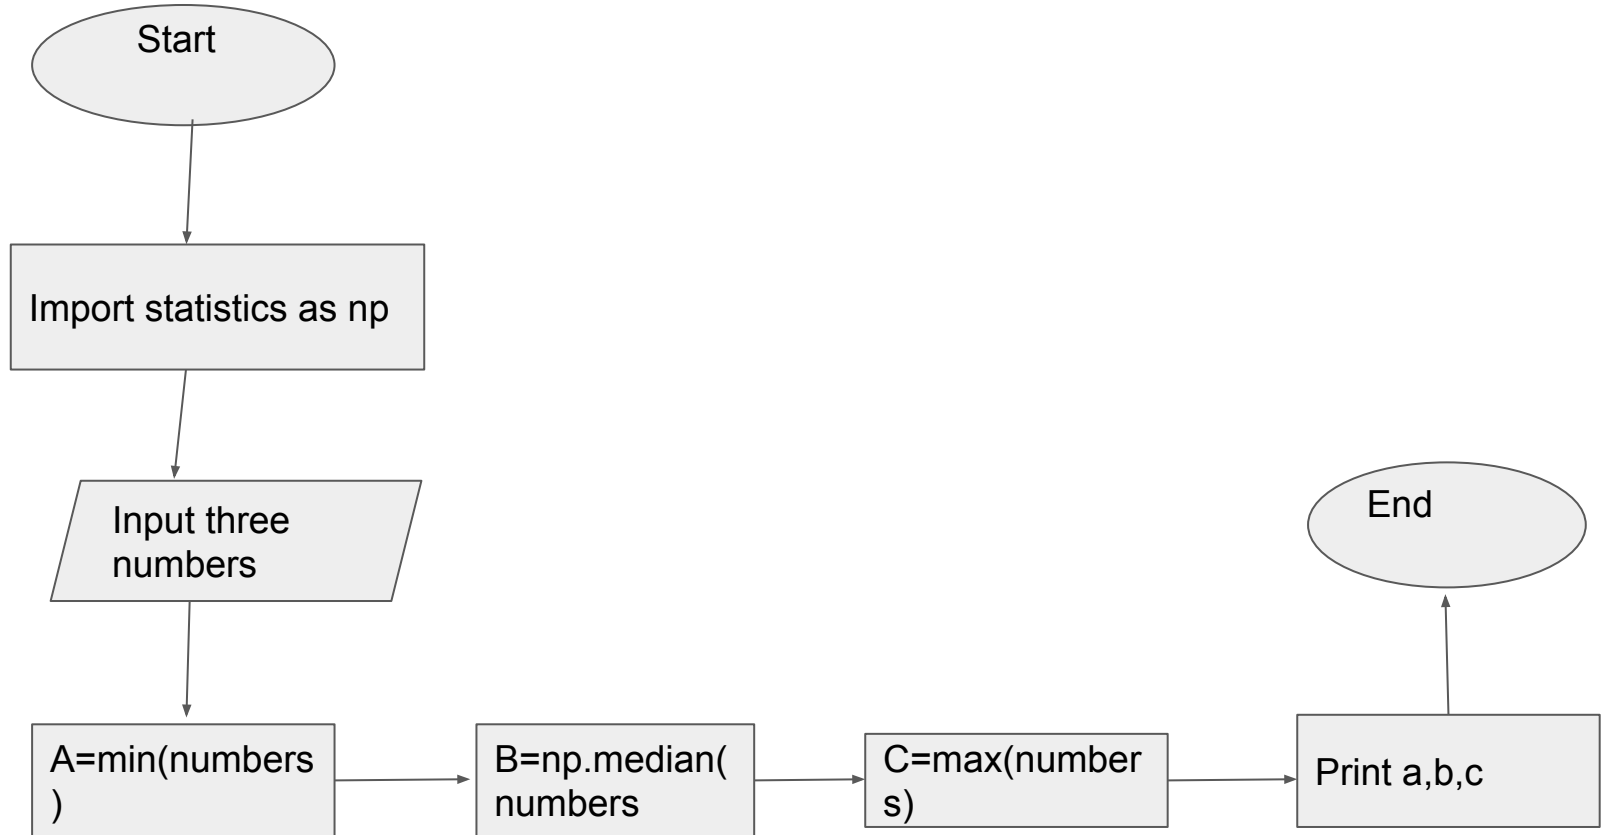 Start
Import statistics as np
Input three
numbers
A=min(numbers
)
B=np.median(
numbers
C=max(number
s)
Print a,b,c
End